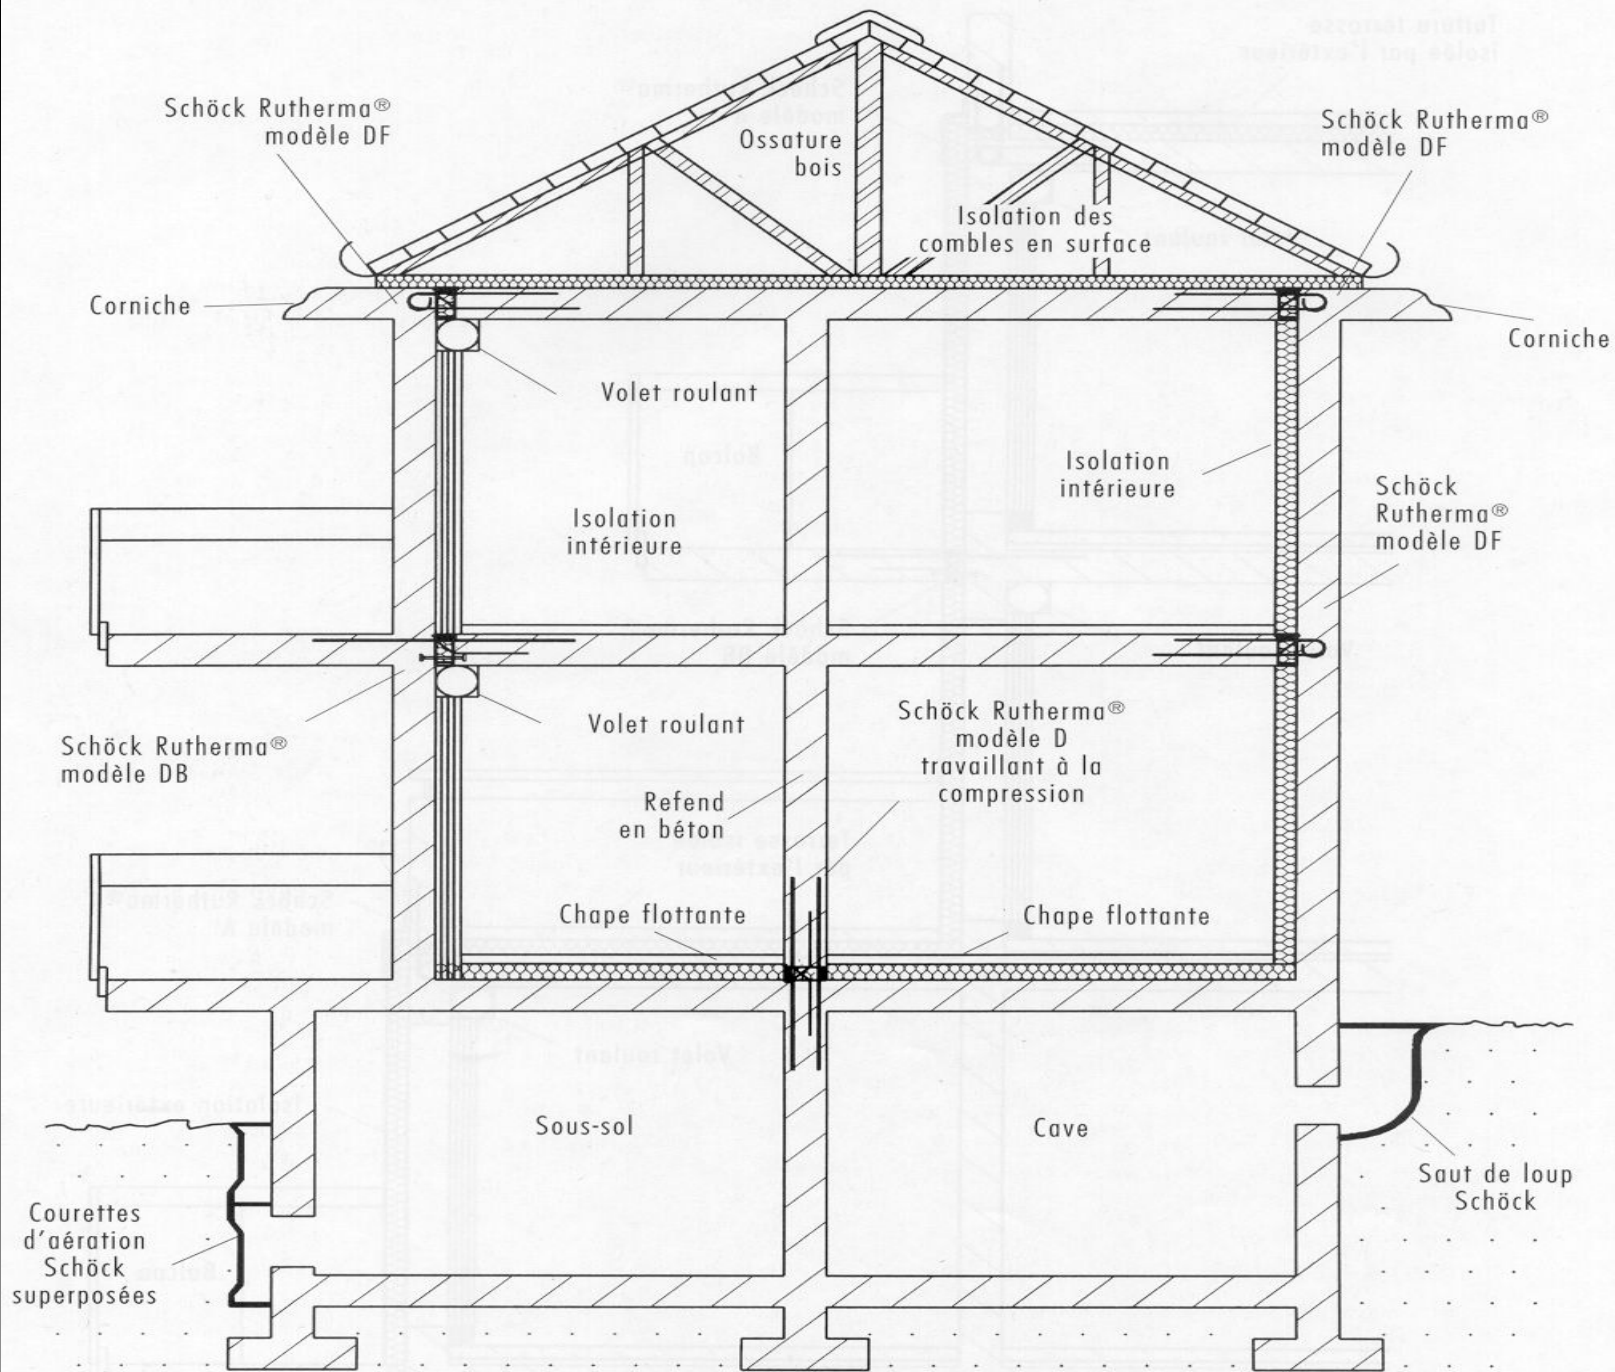 Schöck Rutherma®
modèle DF
Ossature
bois
Schöck Rutherma®
modèle DF
Isolation des
combles en surface
Corniche
Corniche
Volet roulant
Isolation
intérieure
Isolation
intérieure
Schöck
Rutherma®
modèle DF
Schöck Rutherma®
modèle DB
Volet roulant
Schöck Rutherma®
modèle D
travaillant à la
compression
Refend
en béton
Chape flottante
Chape flottante
Sous-sol
Cave
Saut de loup
Schöck
Courettes
d'aération
Schöck
superposées